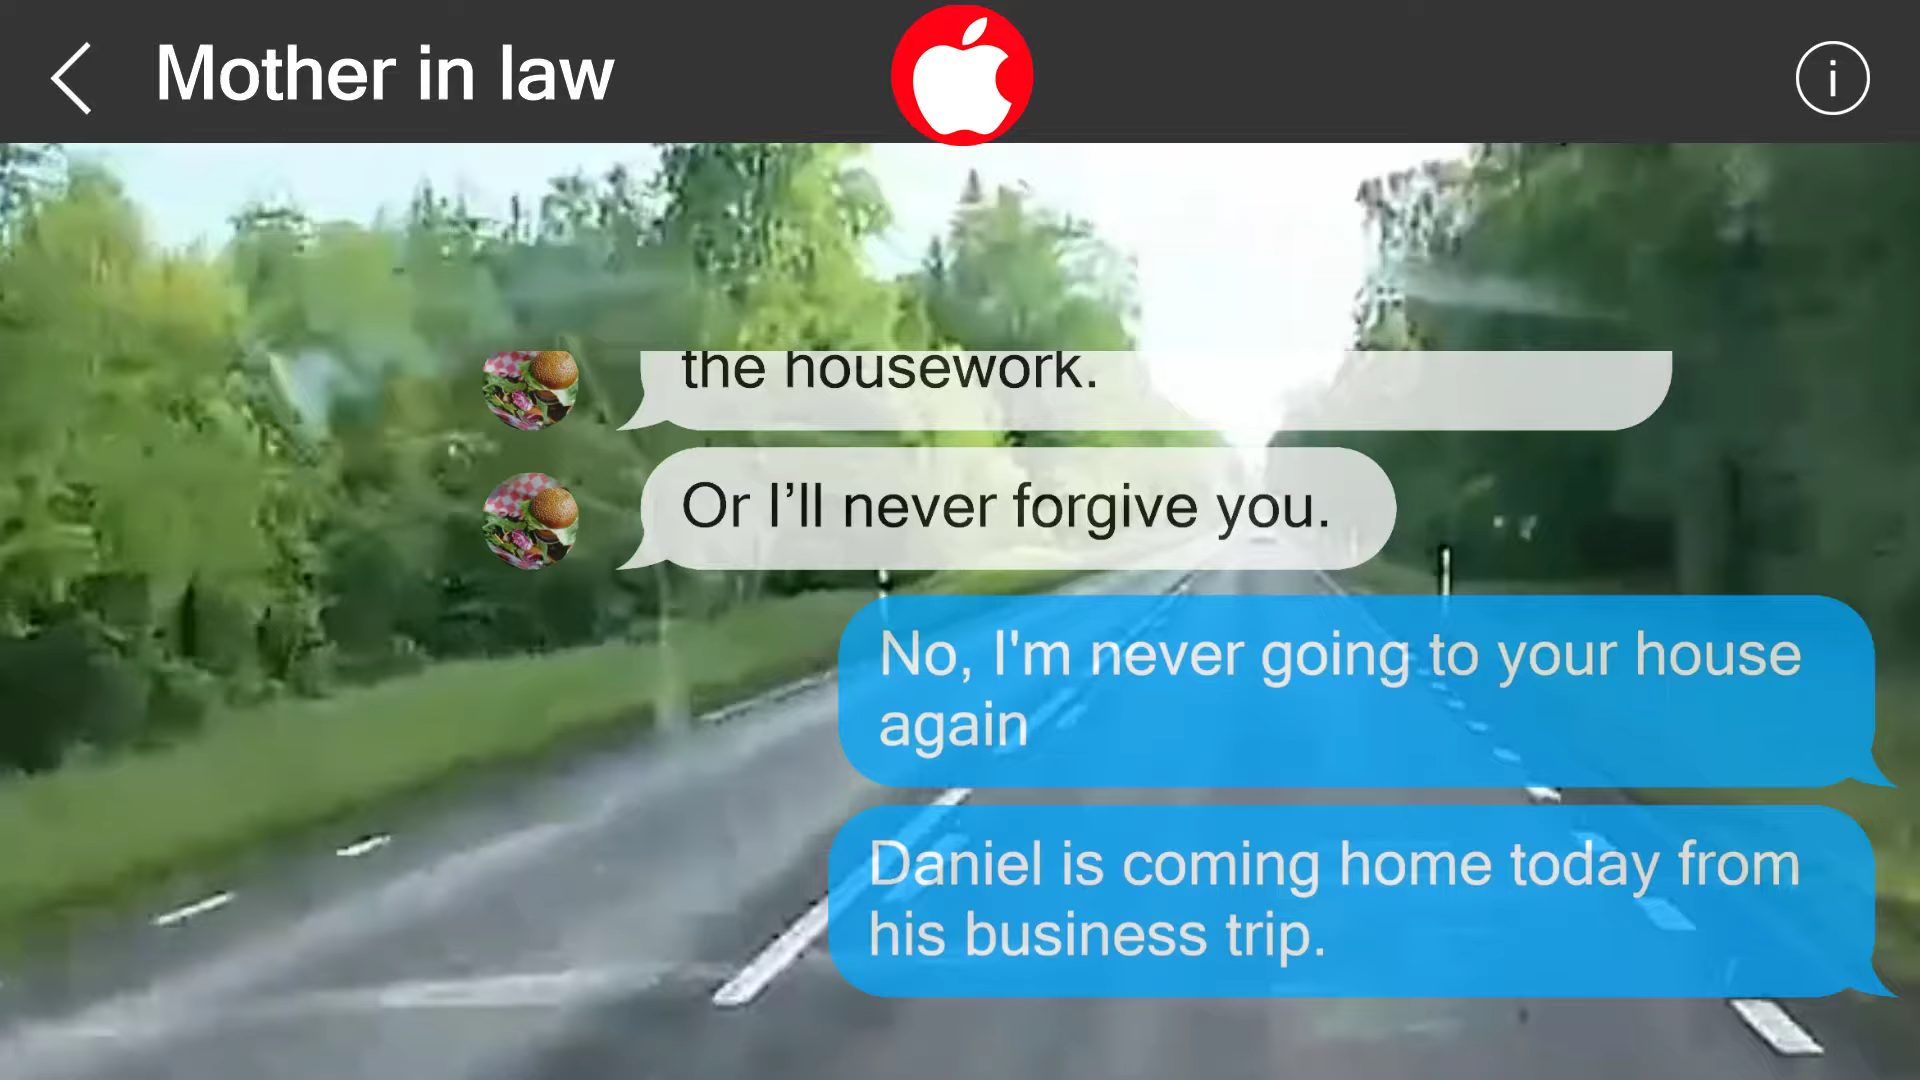 Mother in law
the housework.
Or I’ll never forgive you.
No, I'm never going to your house
again
Daniel is coming home today from
his business trip.